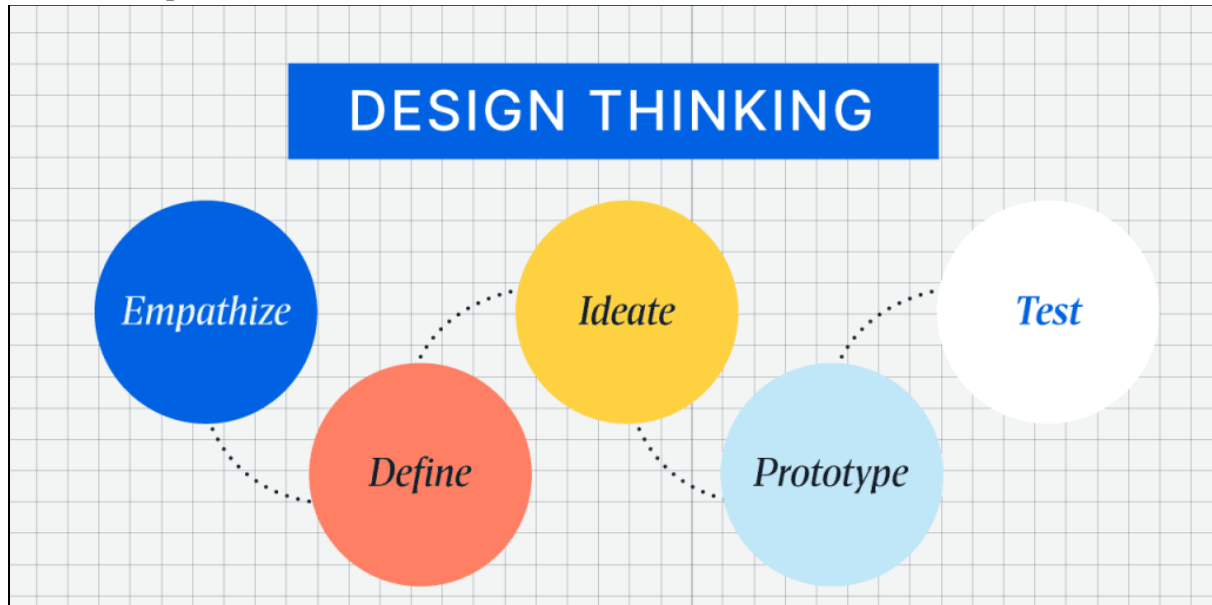 DESIGN THINKING
Empathize
Define
Ideate
Prototype
Test